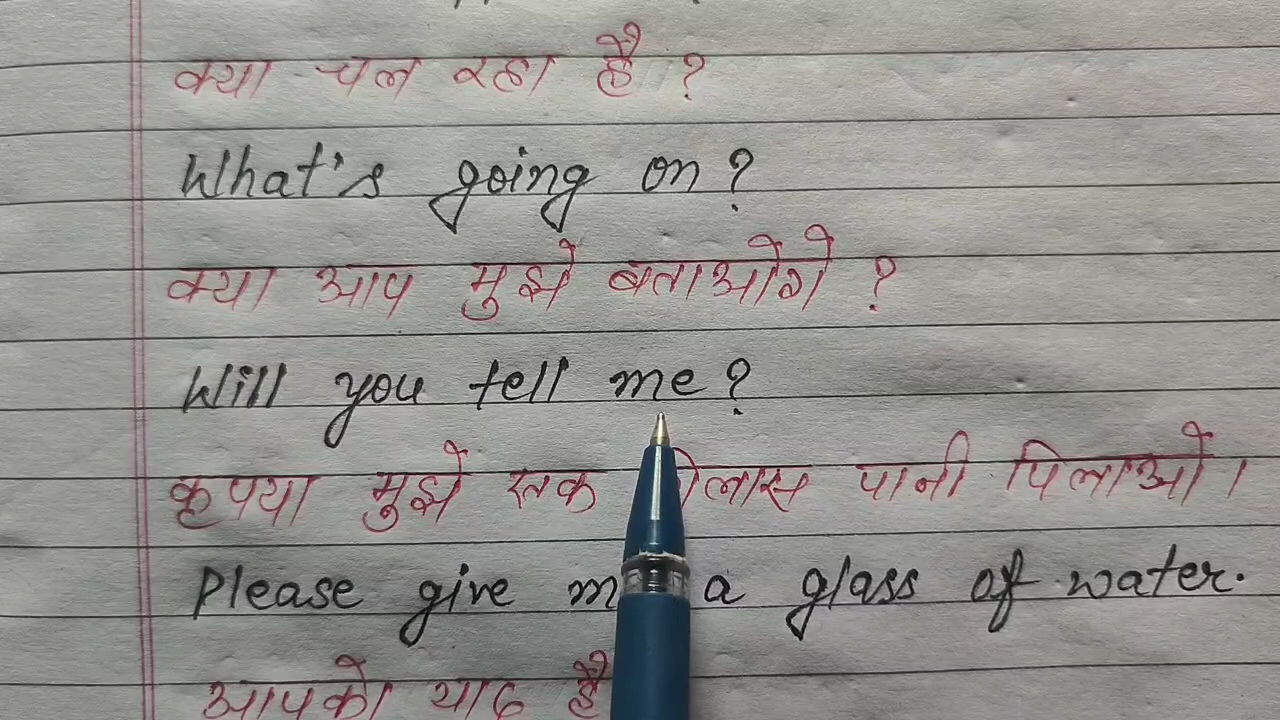 क्या चल रहा है ?
What's going on?
क्या आप मुझे बताओगे ?
Will you tell me?
कृपया मुझे एक गिलास पानी पिलाओ ।
Please give me a glass of water.
आपको याद है